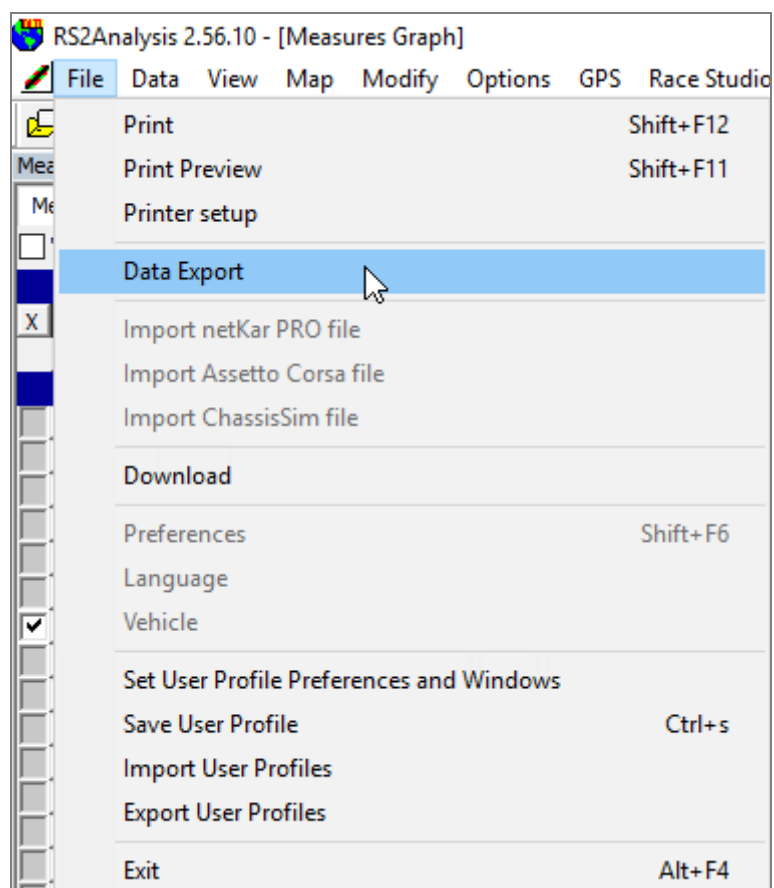 RS2Analysis 2.56.10 - [Measures Graph]
File Data View Map Modify Options GPS Race Studio
Print Shift+F12
Mea
Print Preview Shift+F11
Me
Printer setup
Data Export
X
Import netKar PRO file
Import Assetto Corsa file
Import ChassisSim file
Download
Preferences Shift+F6
Language
Vehicle
Set User Profile Preferences and Windows
Save User Profile Ctrl+s
Import User Profiles
Export User Profiles
Exit Alt+F4